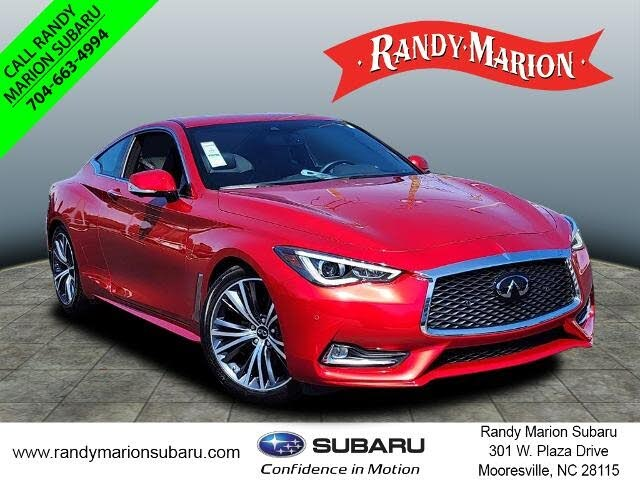 CALL RANDY
MARION SUBARU
704-663-4994
RANDY MARION
www.randymarionsubaru.com
SUBARU
Confidence in Motion
Randy Marion Subaru
301 W. Plaza Drive
Mooresville, NC 28115